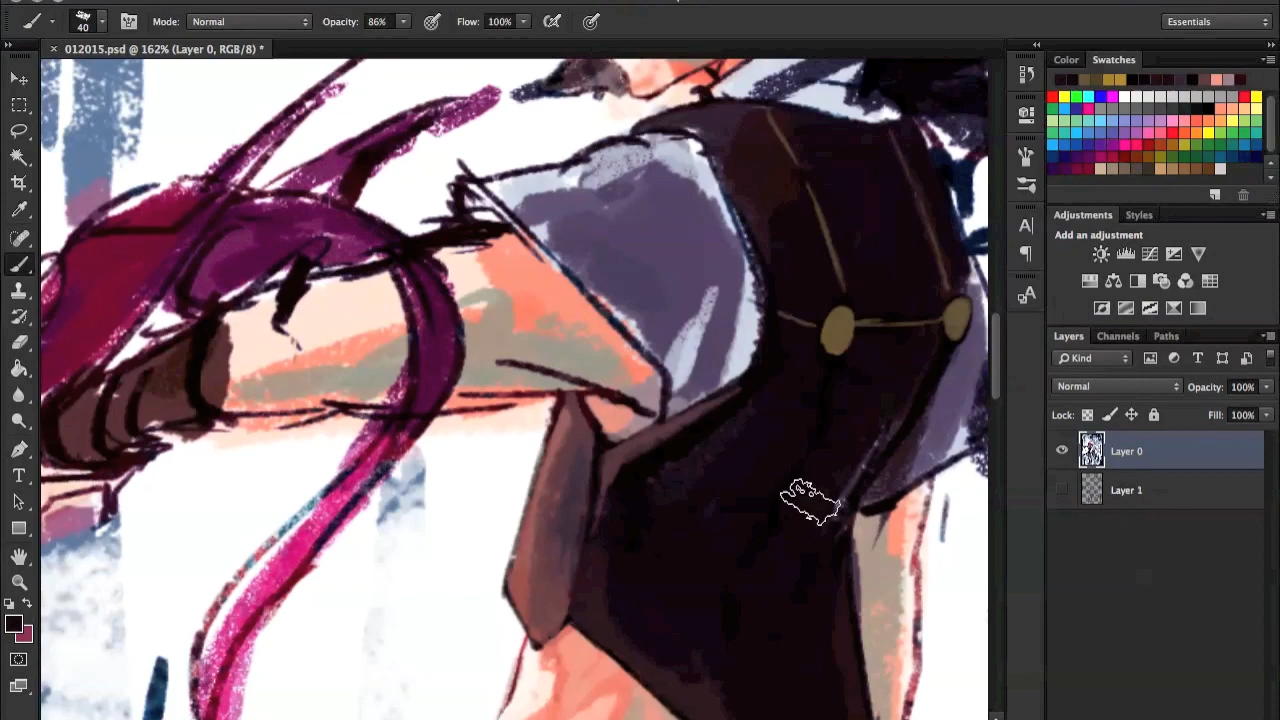 40 Mode: Normal Opacity: 86% Flow: 100% Essentials
× 012015.psd @ 162% (Layer 0, RGB/8) *
Color Swatches
Adjustments Styles
Add an adjustment
Layers Channels Paths
Kind
Normal Opacity: 100%
Lock: Fill: 100%
Layer 0
Layer 1